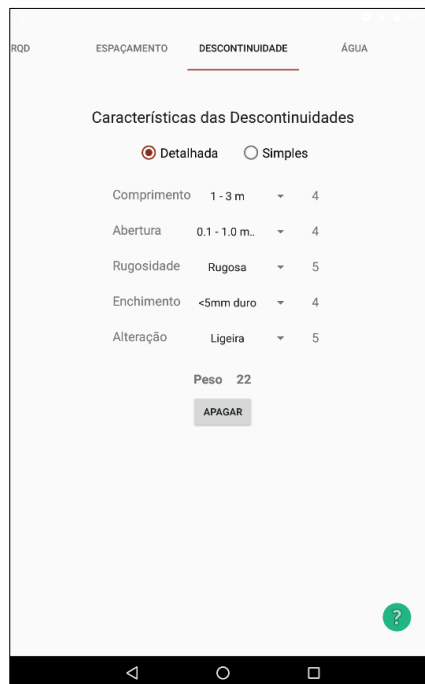 RQD ESPAÇAMENTO DESCONTINUIDADE ÁGUA
Características das Descontinuidades
Detalhada Simples
Comprimento 1 - 3 m 4
Abertura 0.1 - 1.0 m.. 4
Rugosidade Rugosa 5
Enchimento <5mm duro 4
Alteração Ligeira 5
Peso 22
APAGAR
?